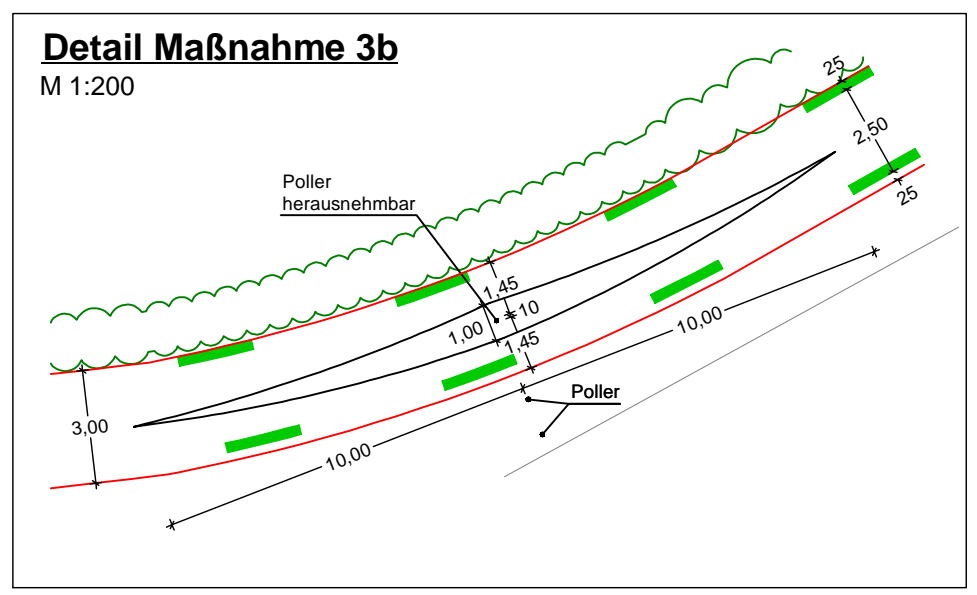 Detail Maßnahme 3b
M 1:200
25
2,50
25
Poller
herausnehmbar
1,45
10
1,00
1,45
10,00
Poller
3,00
10,00